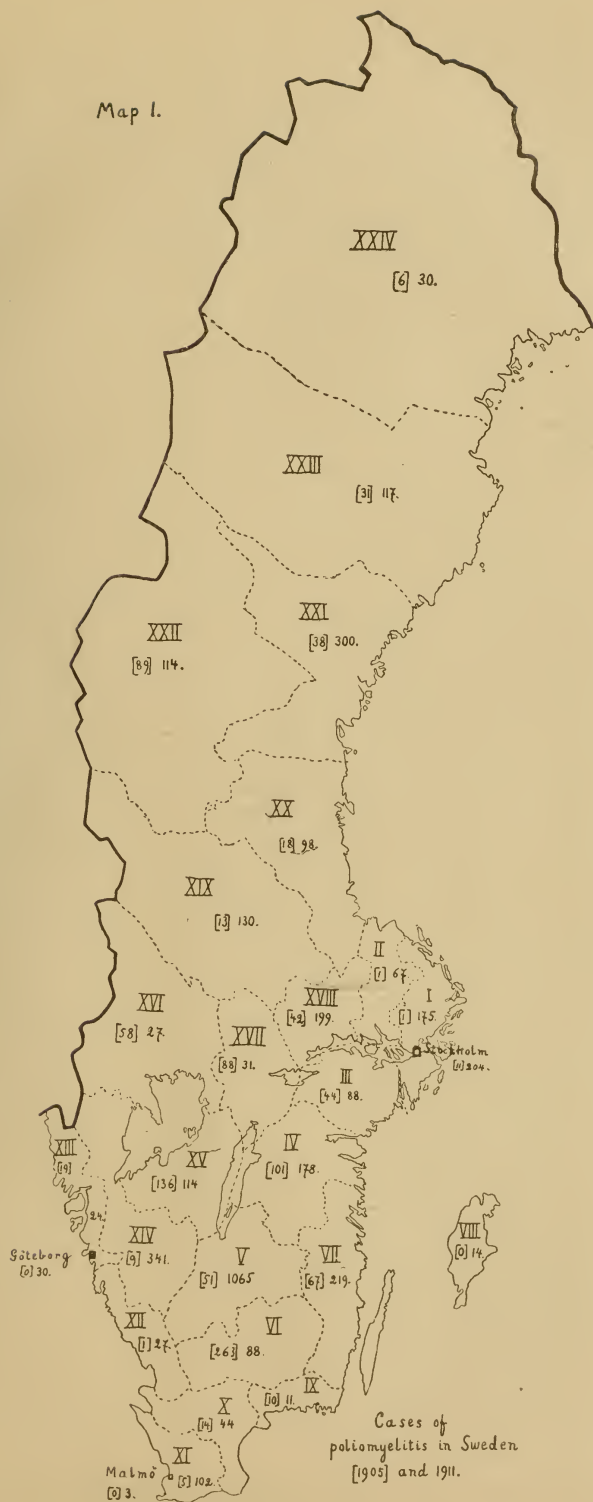 Map 1.
XXIV
[6] 30.
XXIII
[31] 117.
XXI
[38] 300.
XXII
[89] 114.
XX
[18] 98.
XIX
[13] 130.
II
[1] 67.
I
[1] 175.
XVIII
[42] 199.
XVI
[58] 27.
XVII
[88] 31.
Stockholm
[11] 204.
III
[44] 88.
XIII
[19]
24.
XV
[136] 114
IV
[101] 178.
XIV
[9] 341.
Göteborg
[0] 30.
V
[51] 1065
VII
[67] 219.
VIII
[0] 14.
XII
[1] 27.
VI
[263] 88.
IX
[10] 11.
X
[14] 44
XI
[5] 102.
Malmö
[0] 3.
Cases of
poliomyelitis in Sweden
[1905] and 1911.